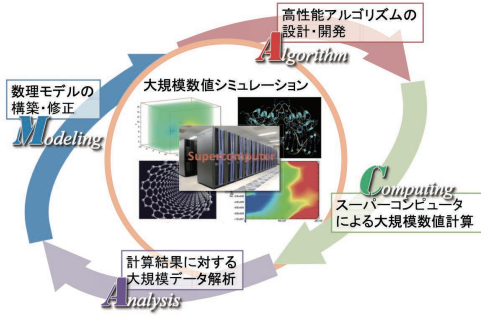 高性能アルゴリズムの
設計・開発
Algorithm
大規模数値シミュレーション
数理モデルの
構築・修正
Modeling
Supercomputer
Computing
スーパーコンピュータ
による大規模数値計算
計算結果に対する
大規模データ解析
Analysis